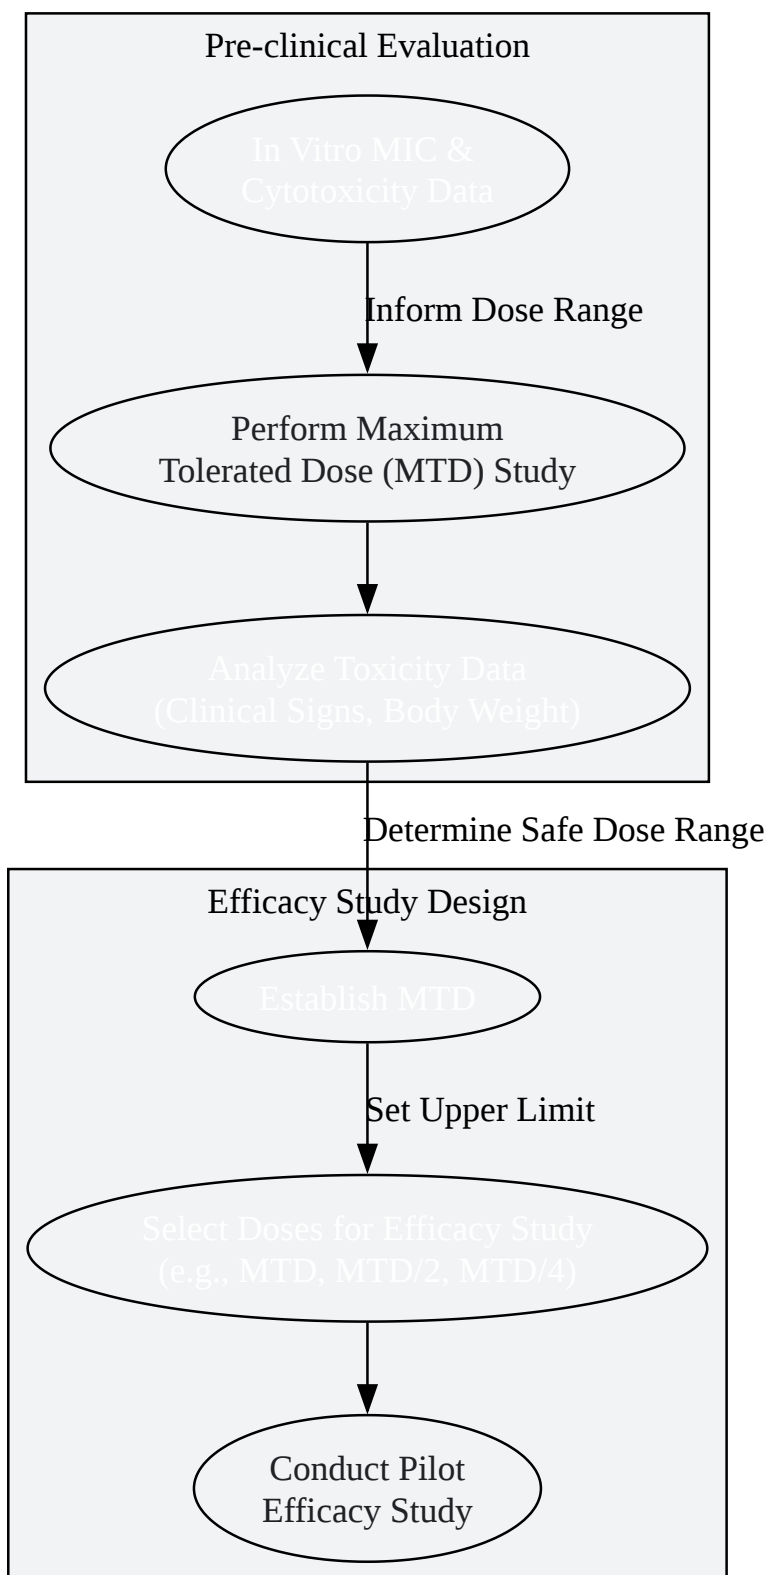 Pre-clinical Evaluation
In Vitro MIC &
Cytotoxicity Data
Inform Dose Range
Perform Maximum
Tolerated Dose (MTD) Study
Analyze Toxicity Data
(Clinical Signs, Body Weight)
Determine Safe Dose Range
Efficacy Study Design
Establish MTD
Set Upper Limit
Select Doses for Efficacy Study
(e.g., MTD, MTD/2, MTD/4)
Conduct Pilot
Efficacy Study